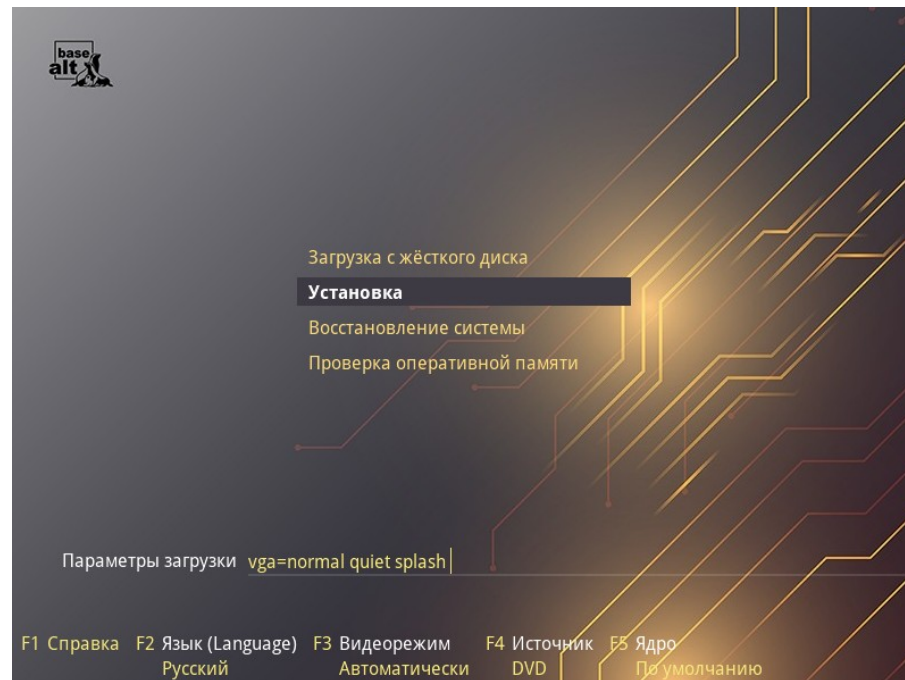 base
alt
Загрузка с жёсткого диска
Установка
Восстановление системы
Проверка оперативной памяти
Параметры загрузки vga=normal quiet splash
F1 Справка F2 Язык (Language) F3 Видеорежим F4 Источник F5 Ядро
Русский Автоматически DVD По умолчанию